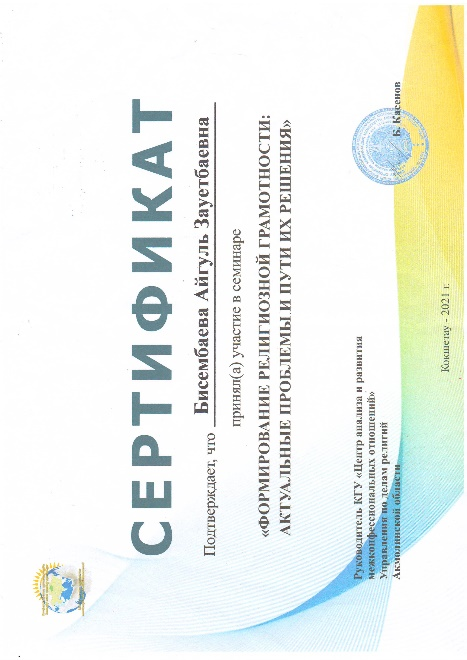 СЕРТИФИКАТ
Подтверждает, что Бисембаева Айгуль Зауетбаевна
принял(а) участие в семинаре
«ФОРМИРОВАНИЕ РЕЛИГИОЗНОЙ ГРАМОТНОСТИ:
АКТУАЛЬНЫЕ ПРОБЛЕМЫ И ПУТИ ИХ РЕШЕНИЯ»
Руководитель КГУ «Центр анализа и развития
межконфессиональных отношений»
Управления по делам религий
Акмолинской области
Б. Касенов
Кокшетау - 2021 г.